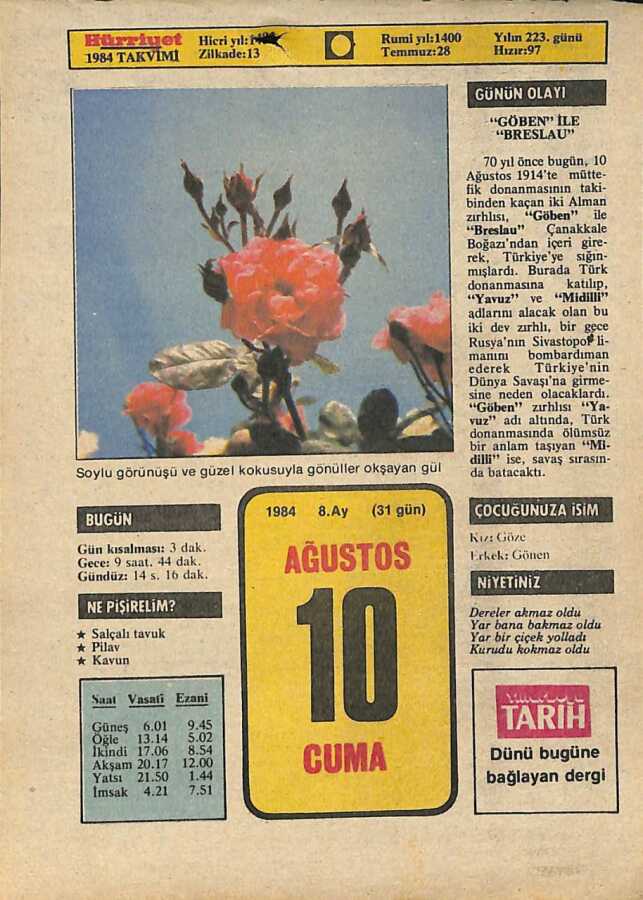 Hürriyet
1984 TAKVİMİ
Hicri yıl:
Zilkade:13
Rumi yıl:1400
Temmuz:28
Yılın 223. günü
Hızır:97
GÜNÜN OLAYI
“GÖBEN” İLE
“BRESLAU”
70 yıl önce bugün, 10
Ağustos 1914'te mütte-
fik donanmasının taki-
binden kaçan iki Alman
zırhlısı, “Göben” ile
“Breslau” Çanakkale
Boğazı'ndan içeri gire-
rek, Türkiye'ye sığın-
mışlardı. Burada Türk
donanmasına katılıp,
“Yavuz” ve “Midilli”
adlarını alacak olan bu
iki dev zırhlı, bir gece
Rusya'nın Sivastopol li-
manını bombardıman
ederek Türkiye'nin
Dünya Savaşı'na girme-
sine neden olacaklardı.
“Göben” zırhlısı “Ya-
vuz” adı altında, Türk
donanmasında ölümsüz
bir anlam taşıyan “Mi-
dilli” ise, savaş sırasın-
da batacaktı.
Soylu görünüşü ve güzel kokusuyla gönüller okşayan gül
BUGÜN
Gün kısalması: 3 dak.
Gece: 9 saat. 44 dak.
Gündüz: 14 s. 16 dak.
NE PİŞİRELİM?
★ Salçalı tavuk
★ Pilav
★ Kavun
Saat Vasati Ezani
Güneş 6.01 9.45
Öğle 13.14 5.02
İkindi 17.06 8.54
Akşam 20.17 12.00
Yatsı 21.50 1.44
İmsak 4.21 7.51
1984 8.Ay (31 gün)
AĞUSTOS
10
CUMA
ÇOCUĞUNUZA İSİM
Kız: Göze
Erkek: Gönen
NİYETİNİZ
Dereler akmaz oldu
Yar bana bakmaz oldu
Yar bir çiçek yolladı
Kurudu kokmaz oldu
TARİH
Dünü bugüne
bağlayan dergi